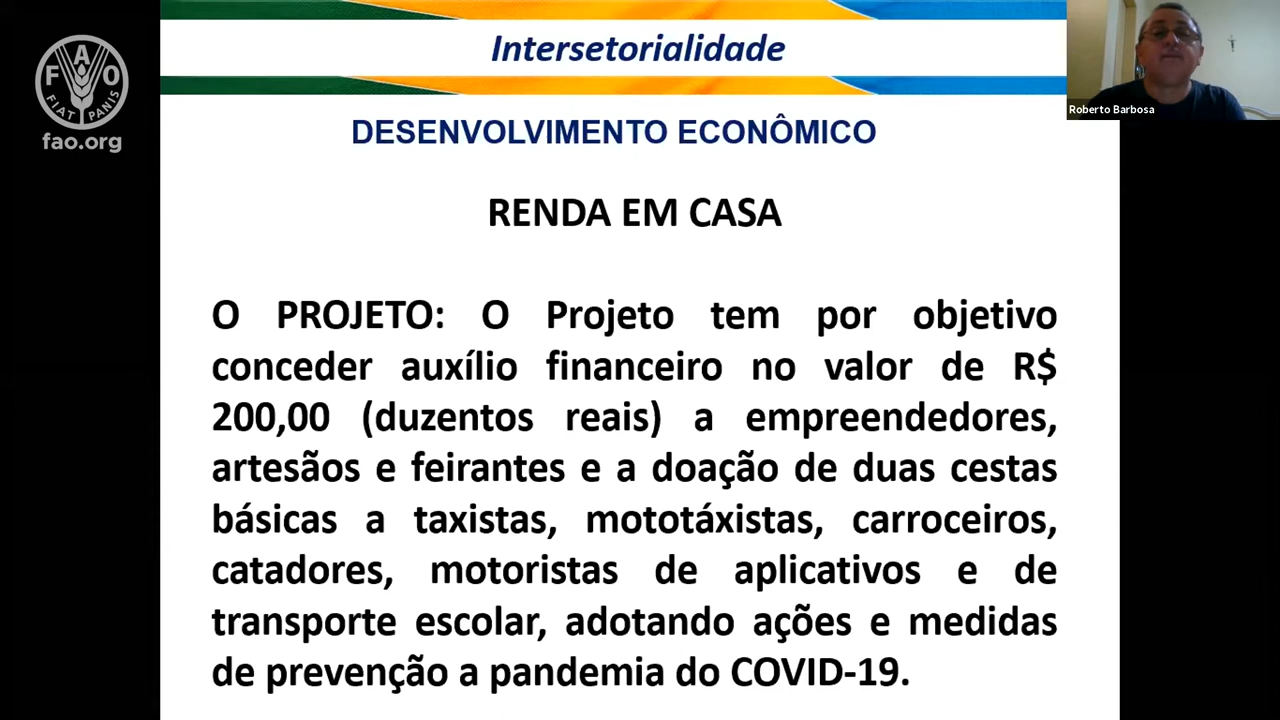 Intersetorialidade
FAO
FIAT PANIS
fao.org
Roberto Barbosa
DESENVOLVIMENTO ECONÔMICO
RENDA EM CASA
O PROJETO: O Projeto tem por objetivo
conceder auxílio financeiro no valor de R$
200,00 (duzentos reais) a empreendedores,
artesãos e feirantes e a doação de duas cestas
básicas a taxistas, mototáxistas, carroceiros,
catadores, motoristas de aplicativos e de
transporte escolar, adotando ações e medidas
de prevenção a pandemia do COVID-19.